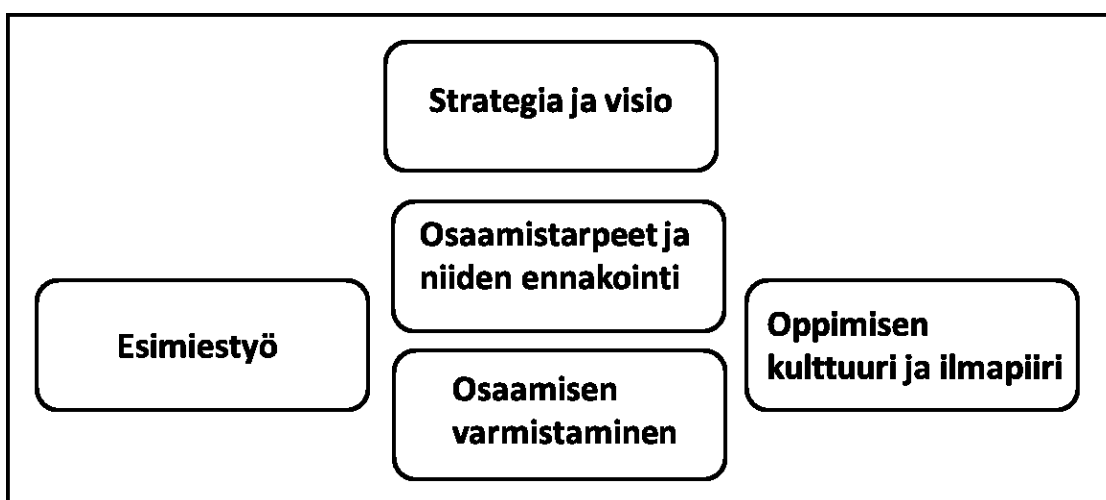 Strategia ja visio
Osaamistarpeet ja
niiden ennakointi
Esimiestyö
Oppimisen
kulttuuri ja ilmapiiri
Osaamisen
varmistaminen